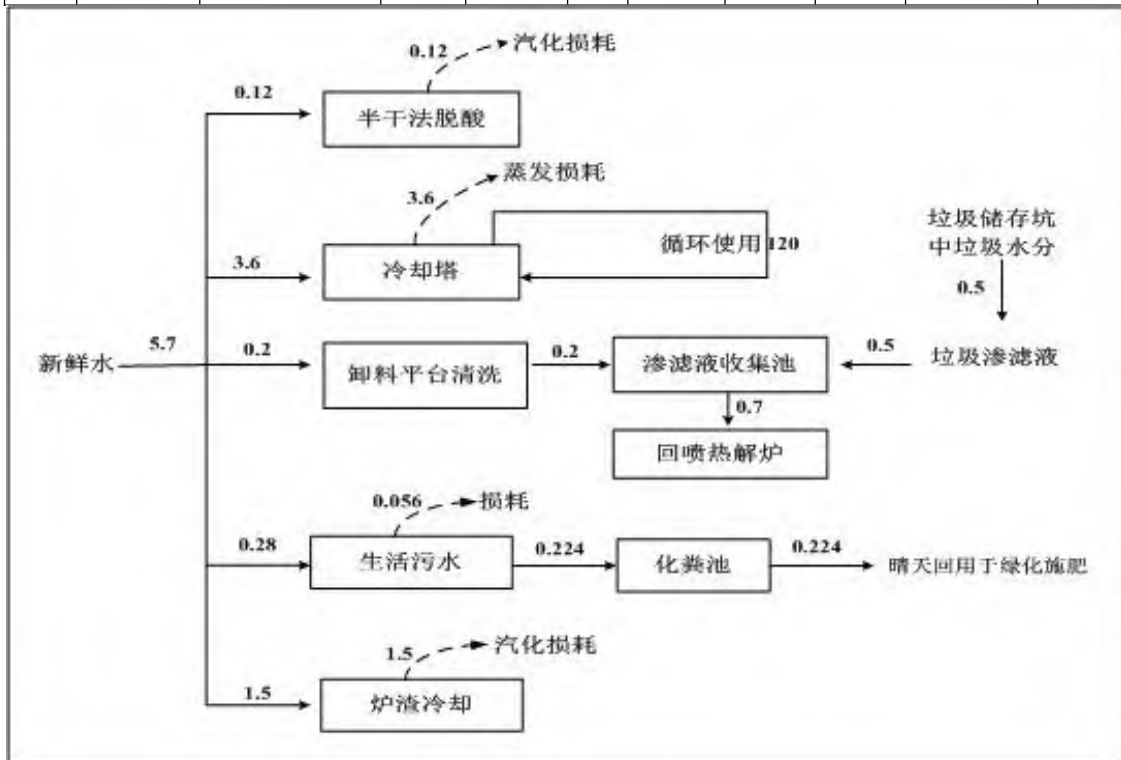 0.12
汽化损耗
0.12
半干法脱酸
蒸发损耗
3.6
循环使用 120
3.6
冷却塔
垃圾储存坑
中垃圾水分
0.5
新鲜水
5.7
0.2
卸料平台清洗
0.2
渗滤液收集池
0.5
垃圾渗滤液
0.7
回喷热解炉
0.056
损耗
0.28
生活污水
0.224
化粪池
0.224
晴天回用于绿化施肥
1.5
汽化损耗
1.5
炉渣冷却